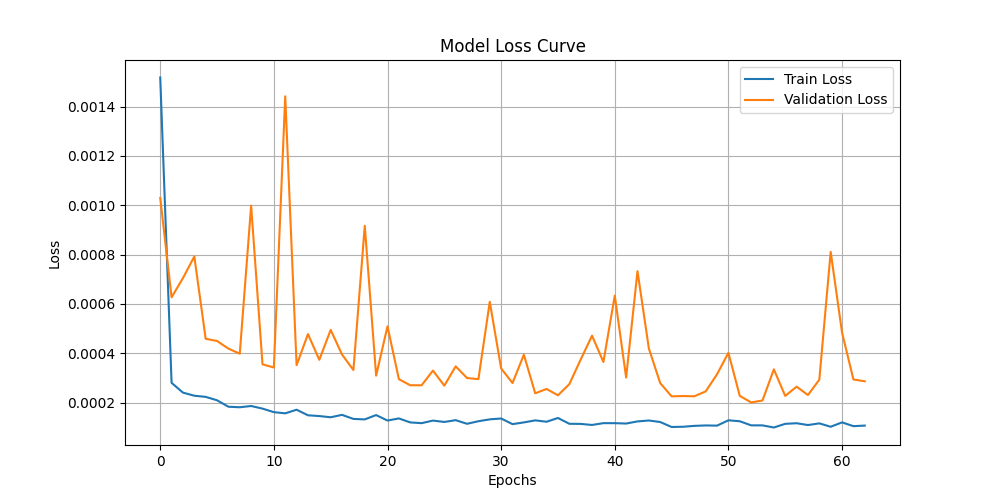 Model Loss Curve
Train Loss
Validation Loss
0.0014
0.0012
0.0010
0.0008
0.0006
0.0004
0.0002
Loss
0 10 20 30 40 50 60
Epochs